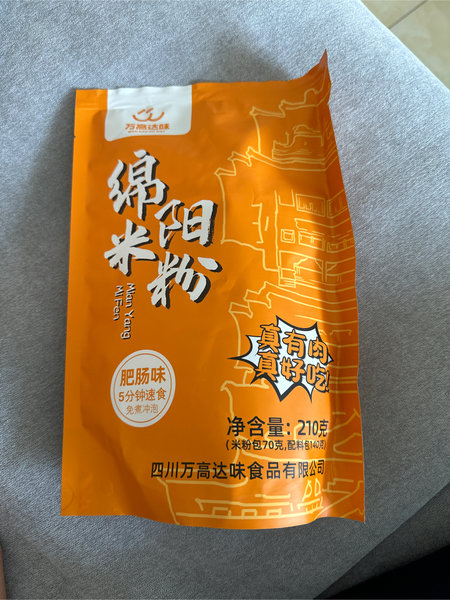 万高达味
绵阳
米粉
Mian Yang
Mi Fen
真有肉
真好吃!
肥肠味
5分钟速食
免煮冲泡
净含量：210克
（米粉包70克,配料包140克）
四川万高达味食品有限公司